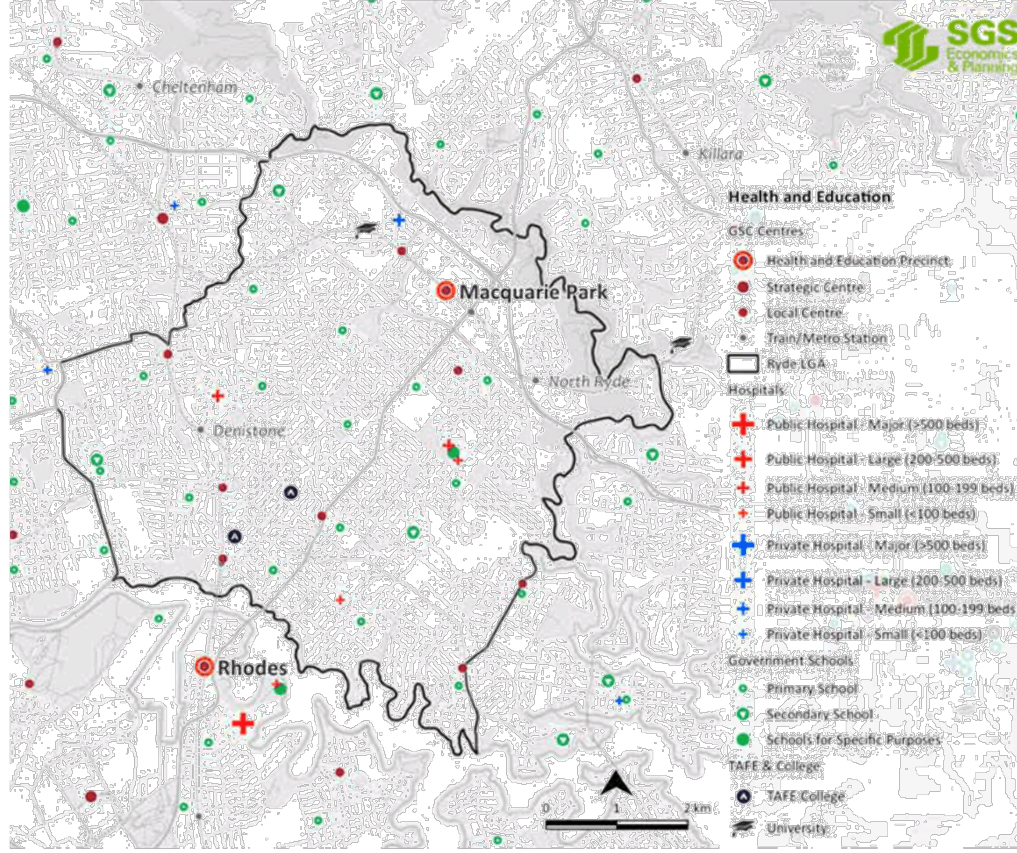 SGS
Economics
& Planning
Cheltenham
Killara
Macquarie Park
North Ryde
Denistone
Rhodes
Health and Education
GSC Centres
Health and Education Precinct
Strategic Centre
Local Centre
Train/Metro Station
Ryde LGA
Hospitals
Public Hospital - Major (>500 beds)
Public Hospital - Large (200-500 beds)
Public Hospital - Medium (100-199 beds)
Public Hospital - Small (<100 beds)
Private Hospital - Major (>500 beds)
Private Hospital - Large (200-500 beds)
Private Hospital - Medium (100-199 beds
Private Hospital - Small (<100 beds)
Government Schools
Primary School
Secondary School
Schools for Specific Purposes
TAFE & College
TAFE College
University
0 1 2 km